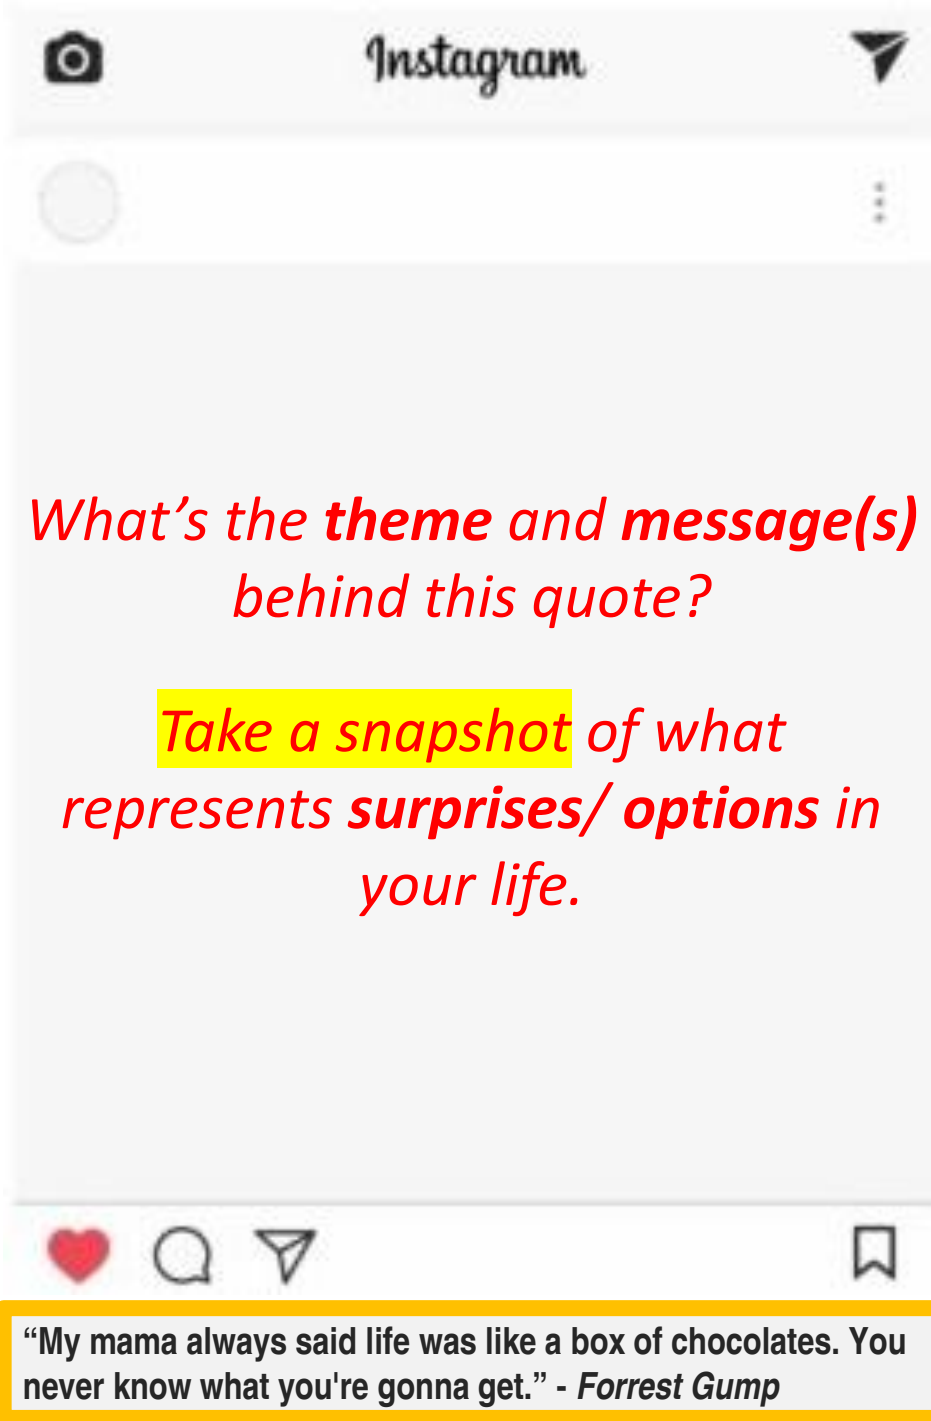 Instagram
What’s the theme and message(s)
behind this quote?
Take a snapshot of what
represents surprises/ options in
your life.
“My mama always said life was like a box of chocolates. You
never know what you're gonna get.” - Forrest Gump